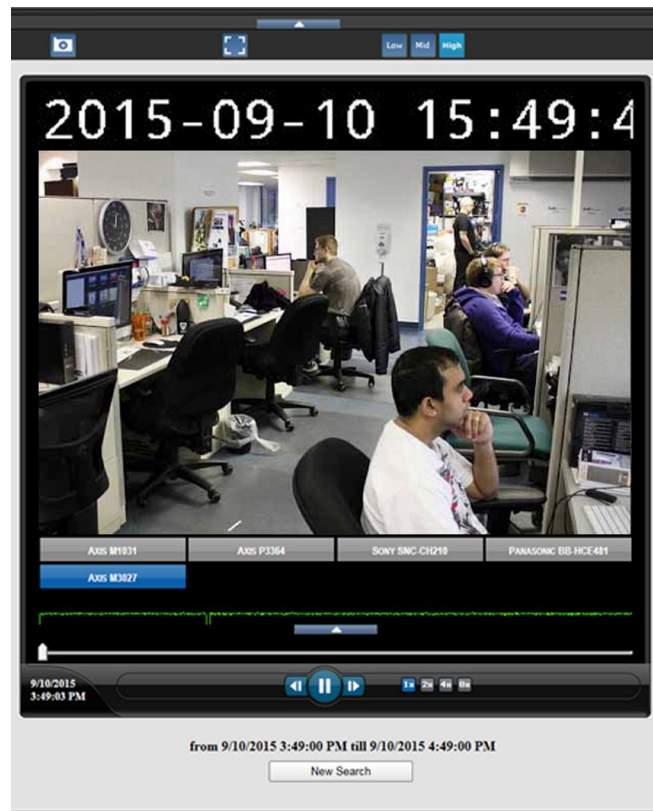 Low Mid High
2015-09-10 15:49:4
AXIS M1031 AXIS P3364 SONY SNC-CH210 PANASONIC BB-HCE481
AXIS M3027
9/10/2015
3:49:03 PM
1x 2x 4x 8x
from 9/10/2015 3:49:00 PM till 9/10/2015 4:49:00 PM
New Search